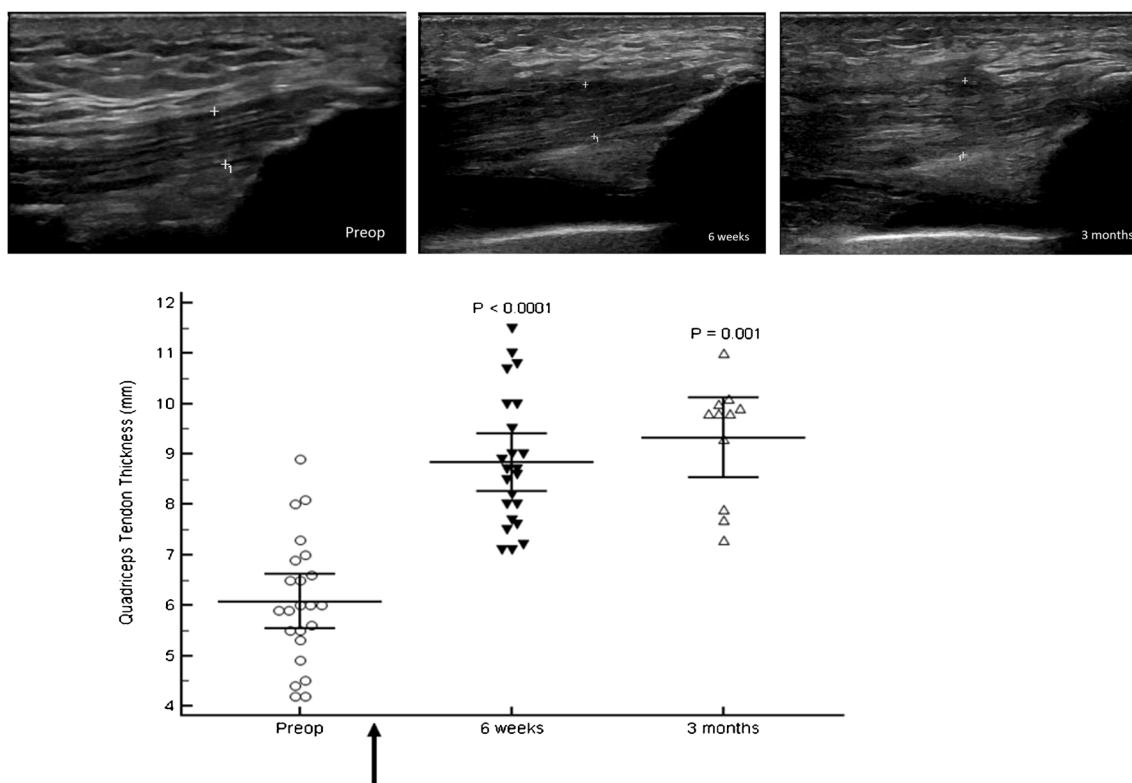 Preop
6 weeks
3 months
P < 0.0001
P = 0.001
Quadriceps Tendon Thickness (mm)
12
11
10
9
8
7
6
5
4
Preop
6 weeks
3 months